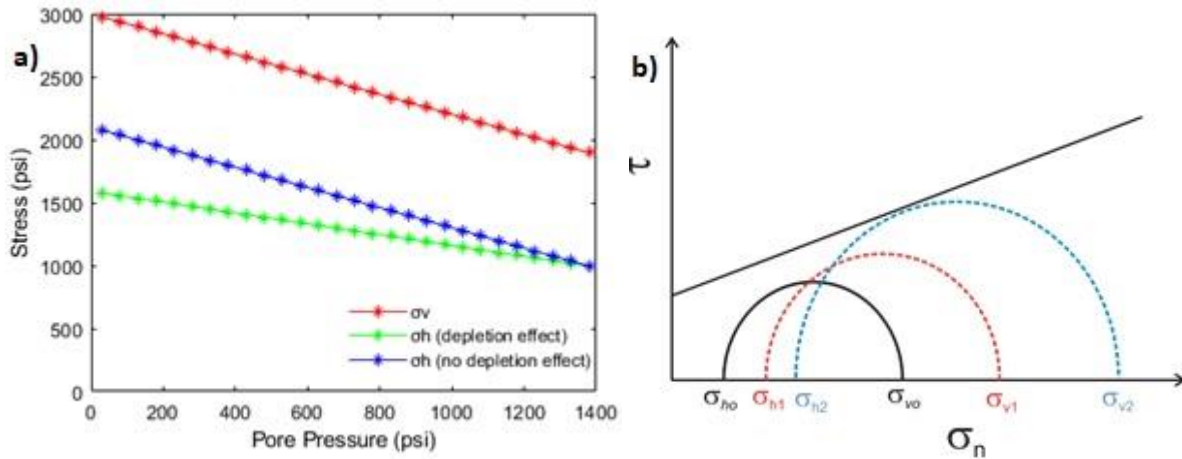 a)
3000
2500
2000
1500
1000
500
0
Stress (psi)
σv
σh (depletion effect)
σh (no depletion effect)
0 200 400 600 800 1000 1200 1400
Pore Pressure (psi)
b)
τ
σho σh1 σh2 σvo σv1 σv2
σn